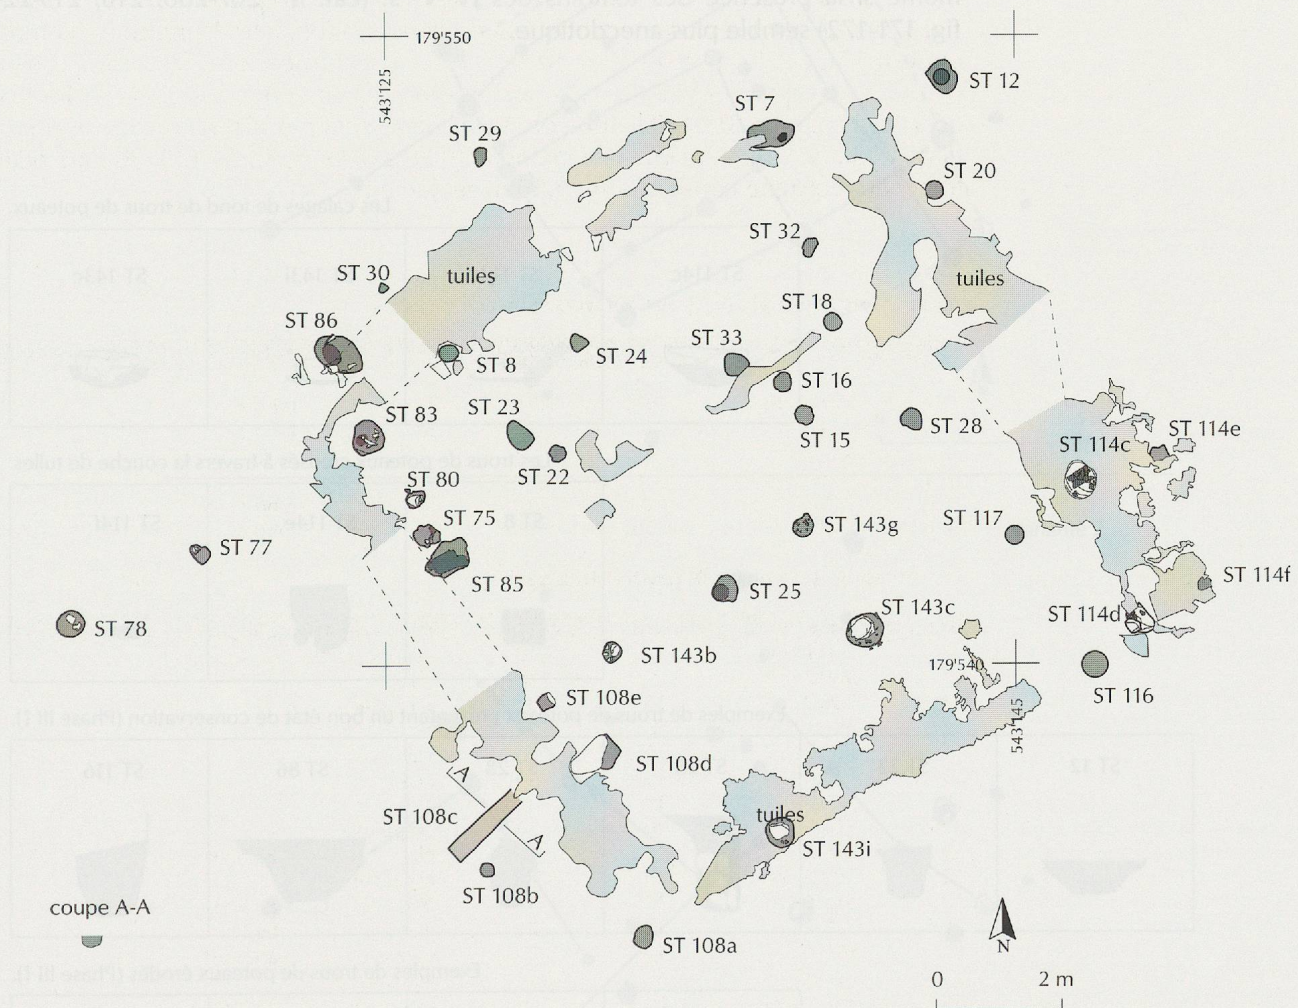 179'550
543'125
ST 12
ST 7
ST 29
ST 20
ST 32
ST 30
tuiles
tuiles
ST 18
ST 86
ST 33
ST 24
ST 8
ST 16
ST 83
ST 23
ST 15
ST 28
ST 114e
ST 114c
ST 22
ST 80
ST 75
ST 143g
ST 117
ST 77
ST 85
ST 25
ST 114f
ST 78
ST 143c
ST 114d
ST 143b
179'540
ST 116
ST 108e
543'145
ST 108d
A
ST 108c
tuiles
A
ST 143i
ST 108b
coupe A-A
ST 108a
N
0
2 m